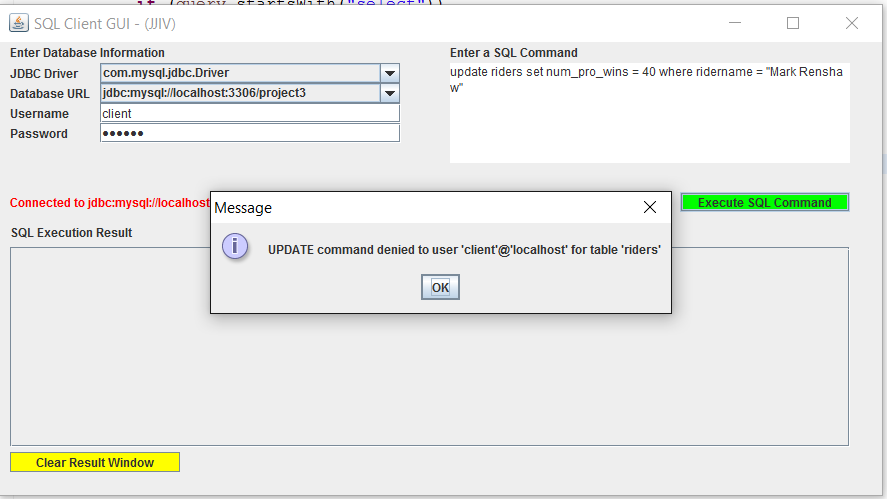 if (query.startsWith("select"))
SQL Client GUI - (JJIV)
Enter Database Information
JDBC Driver
com.mysql.jdbc.Driver
Database URL
jdbc:mysql://localhost:3306/project3
Username
client
Password
••••••
Enter a SQL Command
update riders set num_pro_wins = 40 where ridername = "Mark Rensha
w"
Connected to jdbc:mysql://localhost
Execute SQL Command
Message
UPDATE command denied to user 'client'@'localhost' for table 'riders'
OK
SQL Execution Result
Clear Result Window